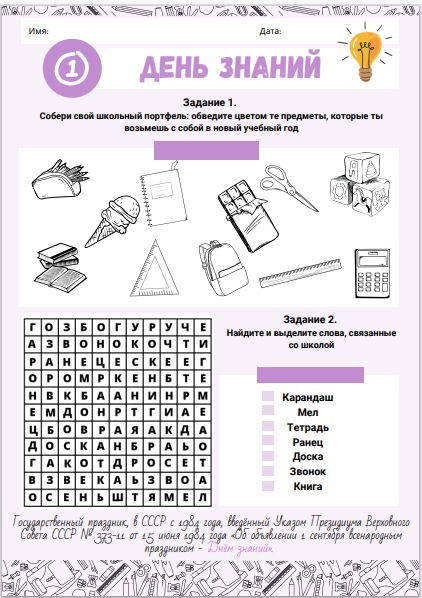 Имя:
Дата:
1
ДЕНЬ ЗНАНИЙ
Задание 1.
Собери свой школьный портфель: обведите цветом те предметы, которые ты
возьмешь с собой в новый учебный год
Задание 2.
Найдите и выделите слова, связанные
со школой
Г О З Б О Г У Р У Ч Е
А З В О Н О К О Ч Т И
Р А Н Е Ц Е С К Е Е Г
О Р О М Р К Е Н Б Т Е
Н В К Б А А Н И Н Р М
Е М Д О Н Р Т Г И А Е
Ц Б О В Р А Я А К Д А
Д О С К А Н Б Р А Ь О
Г А К О Т Д Р О С Е Т
В З В Е К А Ь З В О А
О С Е Н Ь Ш Т Я М Е Л
Карандаш
Мел
Тетрадь
Ранец
Доска
Звонок
Книга
Государственный праздник, в СССР с 1984 года, введённый Указом Президиума Верховного
Совета СССР № 373-11 от 15 июня 1984 года «Об объявлении 1 сентября всенародным
праздником – Днём знаний».